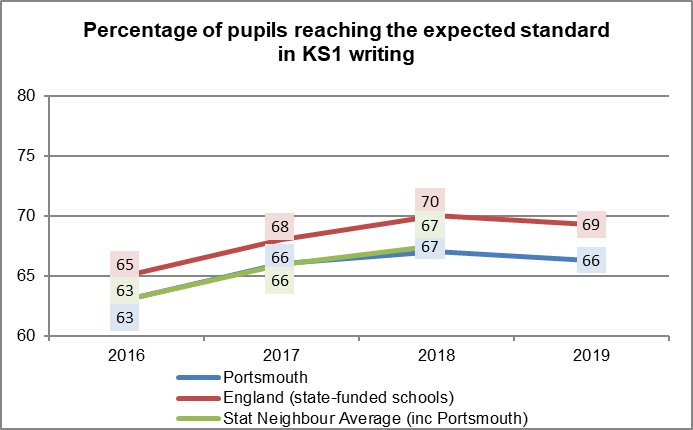 Percentage of pupils reaching the expected standard
in KS1 writing
80
75
70
65
60
65
63
63
68
66
66
70
67
67
69
66
2016 2017 2018 2019
Portsmouth
England (state-funded schools)
Stat Neighbour Average (inc Portsmouth)